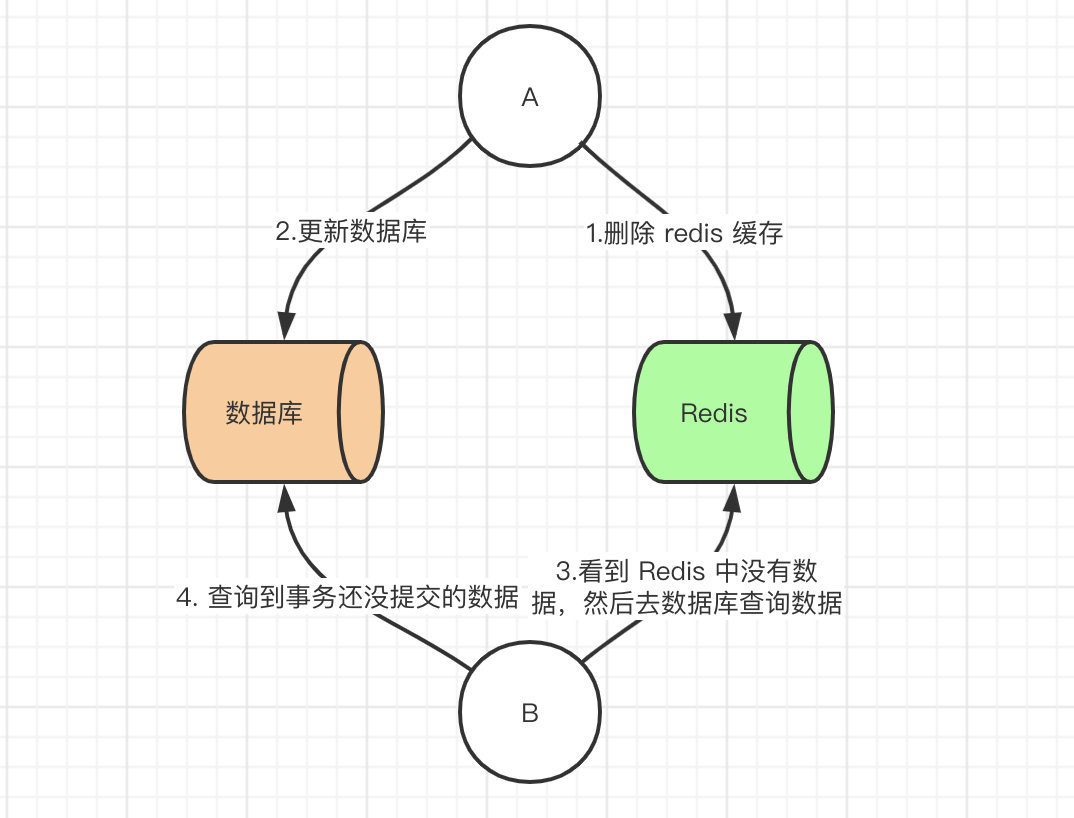 A
2.更新数据库
1.删除 redis 缓存
数据库
Redis
3.看到 Redis 中没有数
据，然后去数据库查询数据
4. 查询到事务还没提交的数据
B